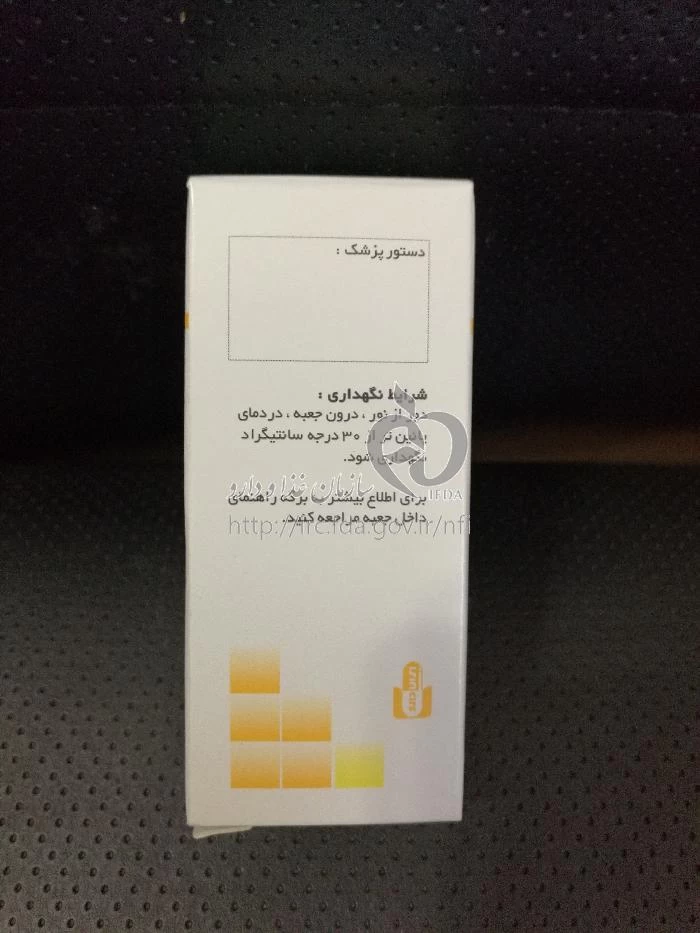 دستور پزشک :
شرایط نگهداری :
دور از نور ، درون جعبه ، در دمای
پائین تر از ۳۰ درجه سانتیگراد
نگهداری شود.
سازمان غذا و دارو
IFDA
برای اطلاع بیشتر به برگه راهنمای
داخل جعبه مراجعه کنید.
http://irc.fda.gov.ir/nfi